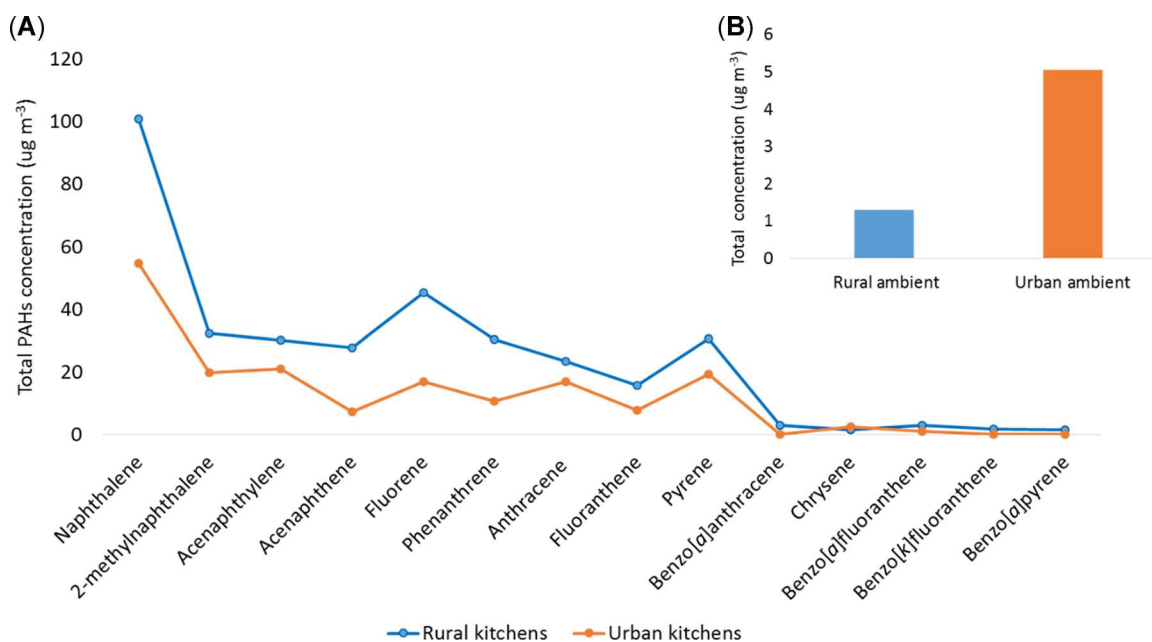 (A)
Total PAHs concentration (ug m-3)
120
100
80
60
40
20
0
Naphthalene
2-methylnaphthalene
Acenaphthylene
Acenaphthene
Fluorene
Phenanthrene
Anthracene
Fluoranthene
Pyrene
Benzo[a]anthracene
Chrysene
Benzo[a]fluoranthene
Benzo[k]fluoranthene
Benzo[a]pyrene
Rural kitchens
Urban kitchens
(B)
Total concentration (ug m-3)
6
5
4
3
2
1
0
Rural ambient
Urban ambient